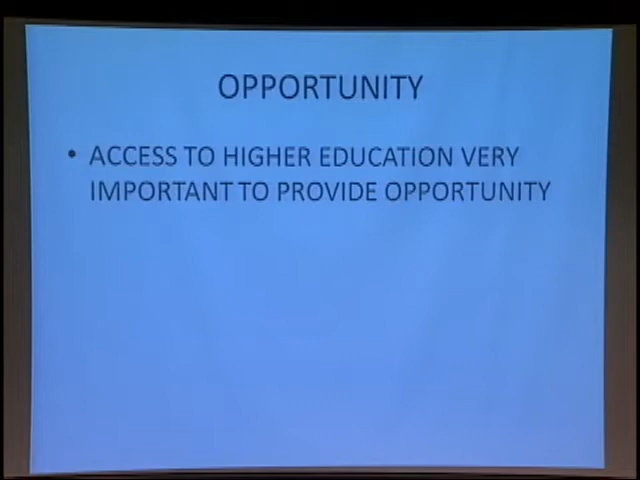 OPPORTUNITY
• ACCESS TO HIGHER EDUCATION VERY
IMPORTANT TO PROVIDE OPPORTUNITY